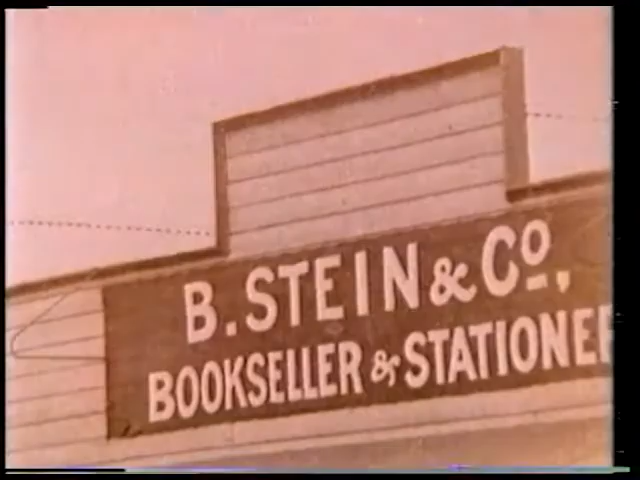 B. STEIN & Co.,
BOOKSELLER & STATIONER